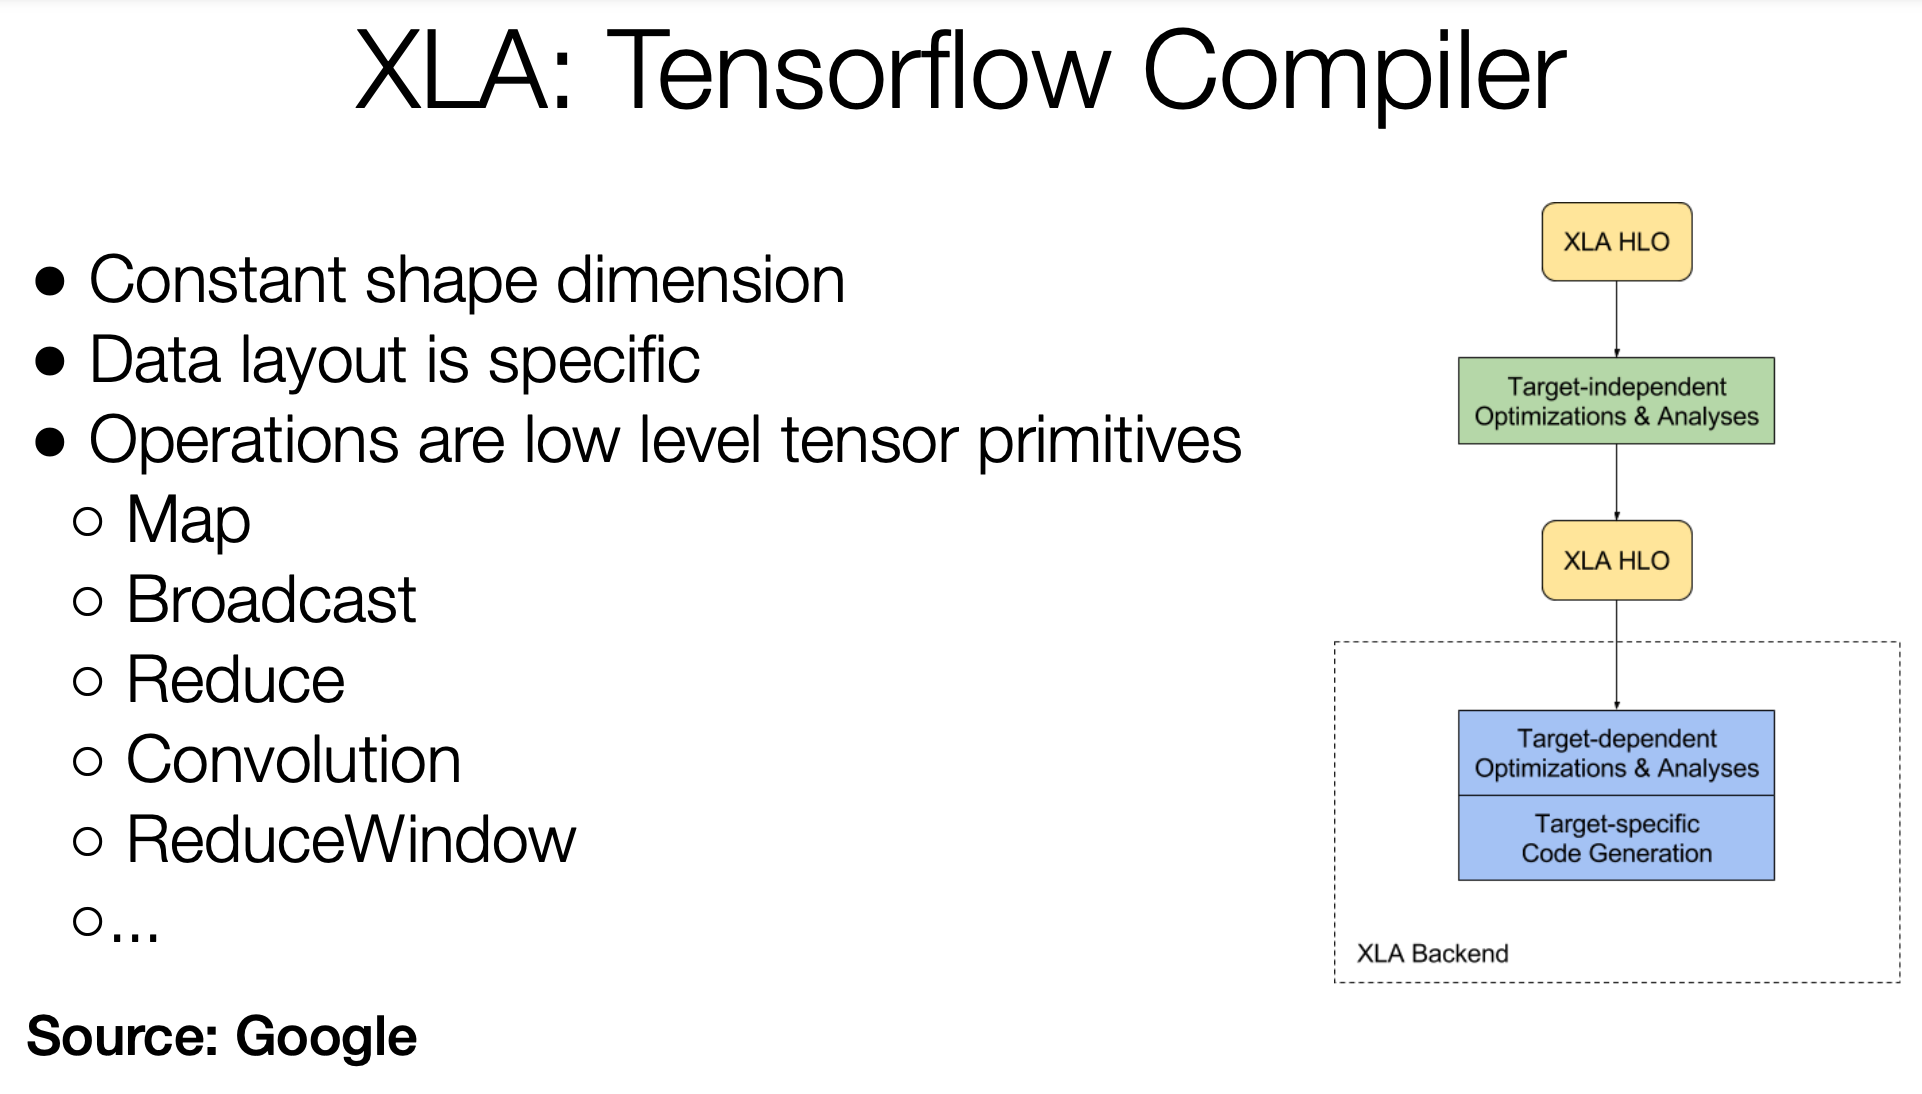 XLA: Tensorflow Compiler
● Constant shape dimension
● Data layout is specific
● Operations are low level tensor primitives
○ Map
○ Broadcast
○ Reduce
○ Convolution
○ ReduceWindow
○...
Source: Google
XLA HLO
Target-independent
Optimizations & Analyses
XLA HLO
Target-dependent
Optimizations & Analyses
Target-specific
Code Generation
XLA Backend